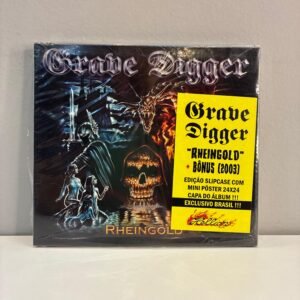 Grave Digger
RHEINGOLD
Grave
Digger
"RHEINGOLD"
+ BÔNUS (2003)
EDIÇÃO SLIPCASE COM
MINI PÔSTER 24X24
CAPA DO ÁLBUM !!!
EXCLUSIVO BRASIL !!!